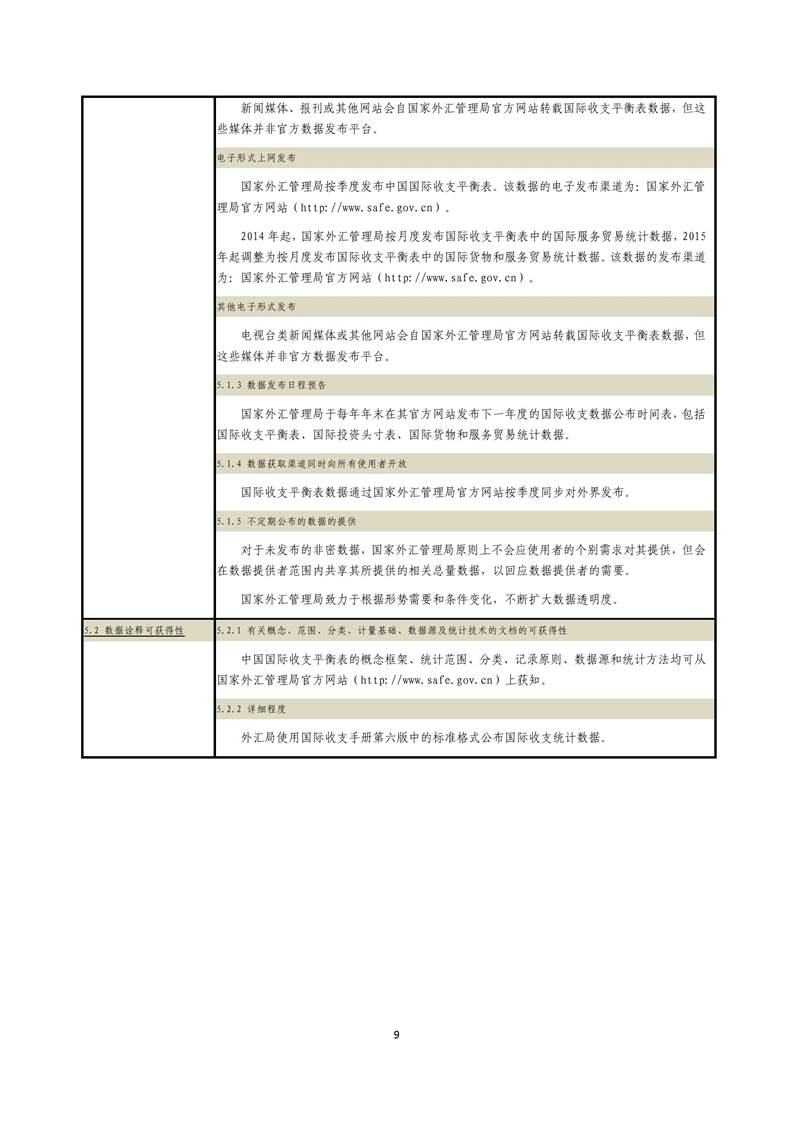 新闻媒体、报刊或其他网站会自国家外汇管理局官方网站转载国际收支平衡表数据，但这
些媒体并非官方数据发布平台。
电子形式上网发布
国家外汇管理局按季度发布中国国际收支平衡表。该数据的电子发布渠道为：国家外汇管
理局官方网站（http://www.safe.gov.cn）。
2014 年起，国家外汇管理局按月度发布国际收支平衡表中的国际服务贸易统计数据，2015
年起调整为按月度发布国际收支平衡表中的国际货物和服务贸易统计数据。该数据的发布渠道
为：国家外汇管理局官方网站（http://www.safe.gov.cn）。
其他电子形式发布
电视台类新闻媒体或其他网站会自国家外汇管理局官方网站转载国际收支平衡表数据，但
这些媒体并非官方数据发布平台。
5.1.3 数据发布日程预告
国家外汇管理局于每年年末在其官方网站发布下一年度的国际收支数据公布时间表，包括
国际收支平衡表、国际投资头寸表、国际货物和服务贸易统计数据。
5.1.4 数据获取渠道同时向所有使用者开放
国际收支平衡表数据通过国家外汇管理局官方网站按季度同步对外界发布。
5.1.5 不定期公布的数据的提供
对于未发布的非密数据，国家外汇管理局原则上不会应使用者的个别需求对其提供，但会
在数据提供者范围内共享其所提供的相关总量数据，以回应数据提供者的需要。
国家外汇管理局致力于根据形势需要和条件变化，不断扩大数据透明度。
5.2 数据诠释可获得性
5.2.1 有关概念、范围、分类、计量基础、数据源及统计技术的文档的可获得性
中国国际收支平衡表的概念框架、统计范围、分类、记录原则、数据源和统计方法均可从
国家外汇管理局官方网站（http://www.safe.gov.cn）上获知。
5.2.2 详细程度
外汇局使用国际收支手册第六版中的标准格式公布国际收支统计数据。
9